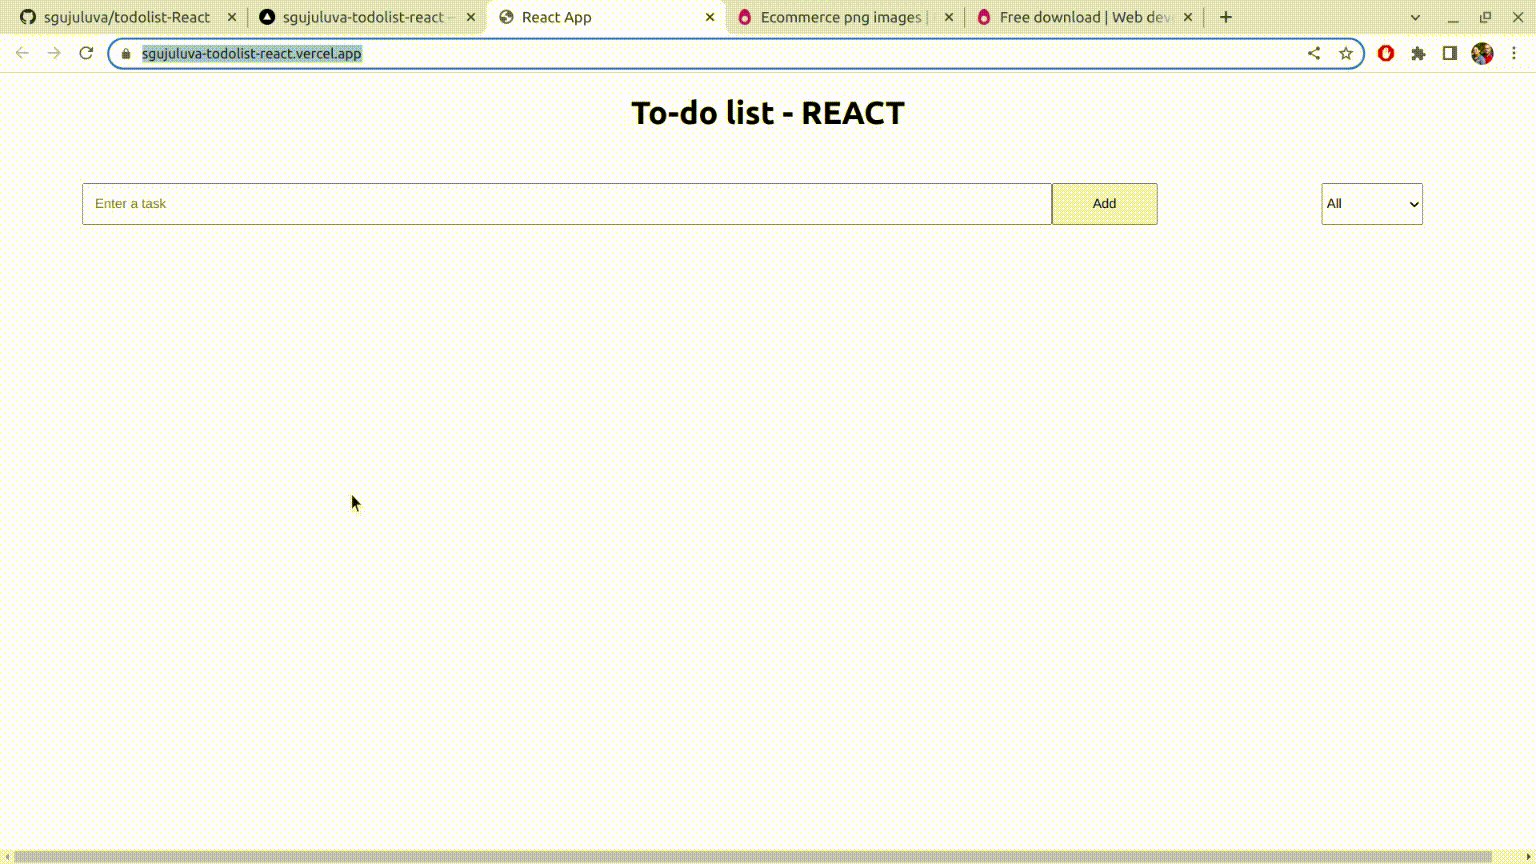 sgujuluva/todolist-React
sgujuluva-todolist-react –
React App
Ecommerce png images |
Free download | Web dev
sgujuluva-todolist-react.vercel.app
To-do list - REACT
Enter a task
Add
All